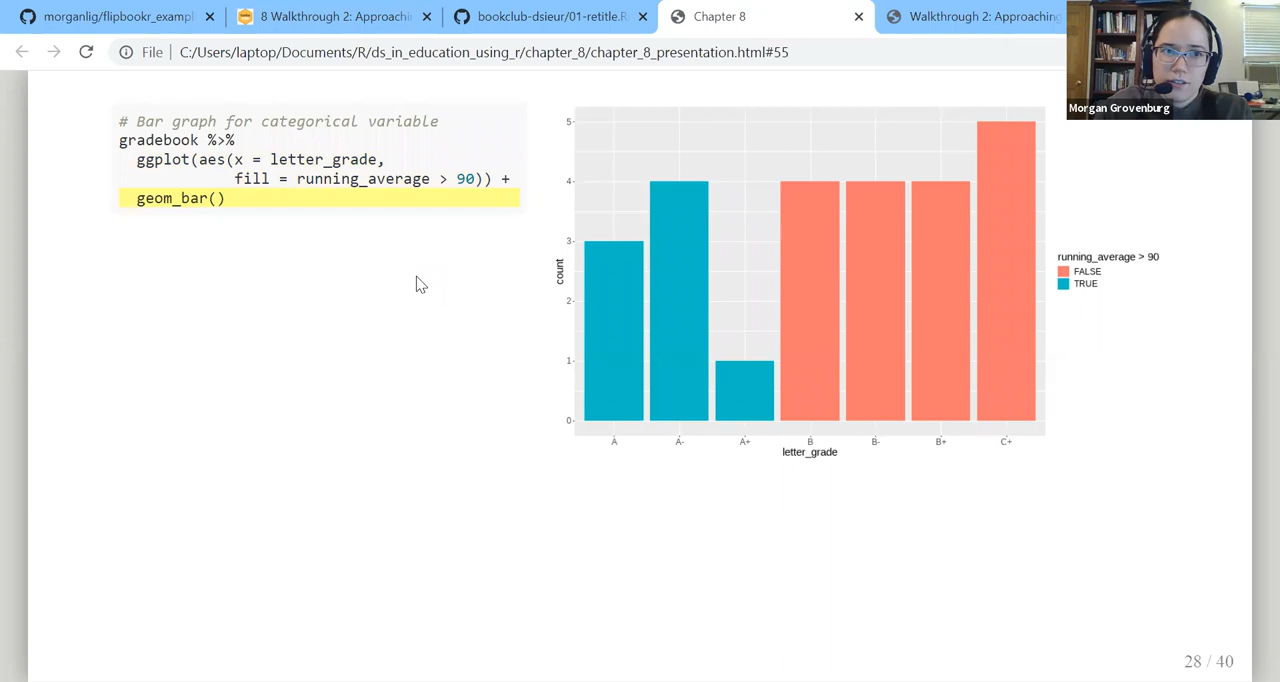 morganlig/flipbookr_exampl
8 Walkthrough 2: approachi
bookclub-dsieur/01-retitle.R
Chapter 8
Walkthrough 2: Approaching
File
C:/Users/laptop/Documents/R/ds_in_education_using_r/chapter_8/chapter_8_presentation.html#55
Morgan Grovenburg
# Bar graph for categorical variable
gradebook %>%
ggplot(aes(x = letter_grade,
fill = running_average > 90)) +
geom_bar()
5
4
3
2
1
0
count
A
A-
A+
B
B-
B+
C+
letter_grade
running_average > 90
FALSE
TRUE
28 / 40